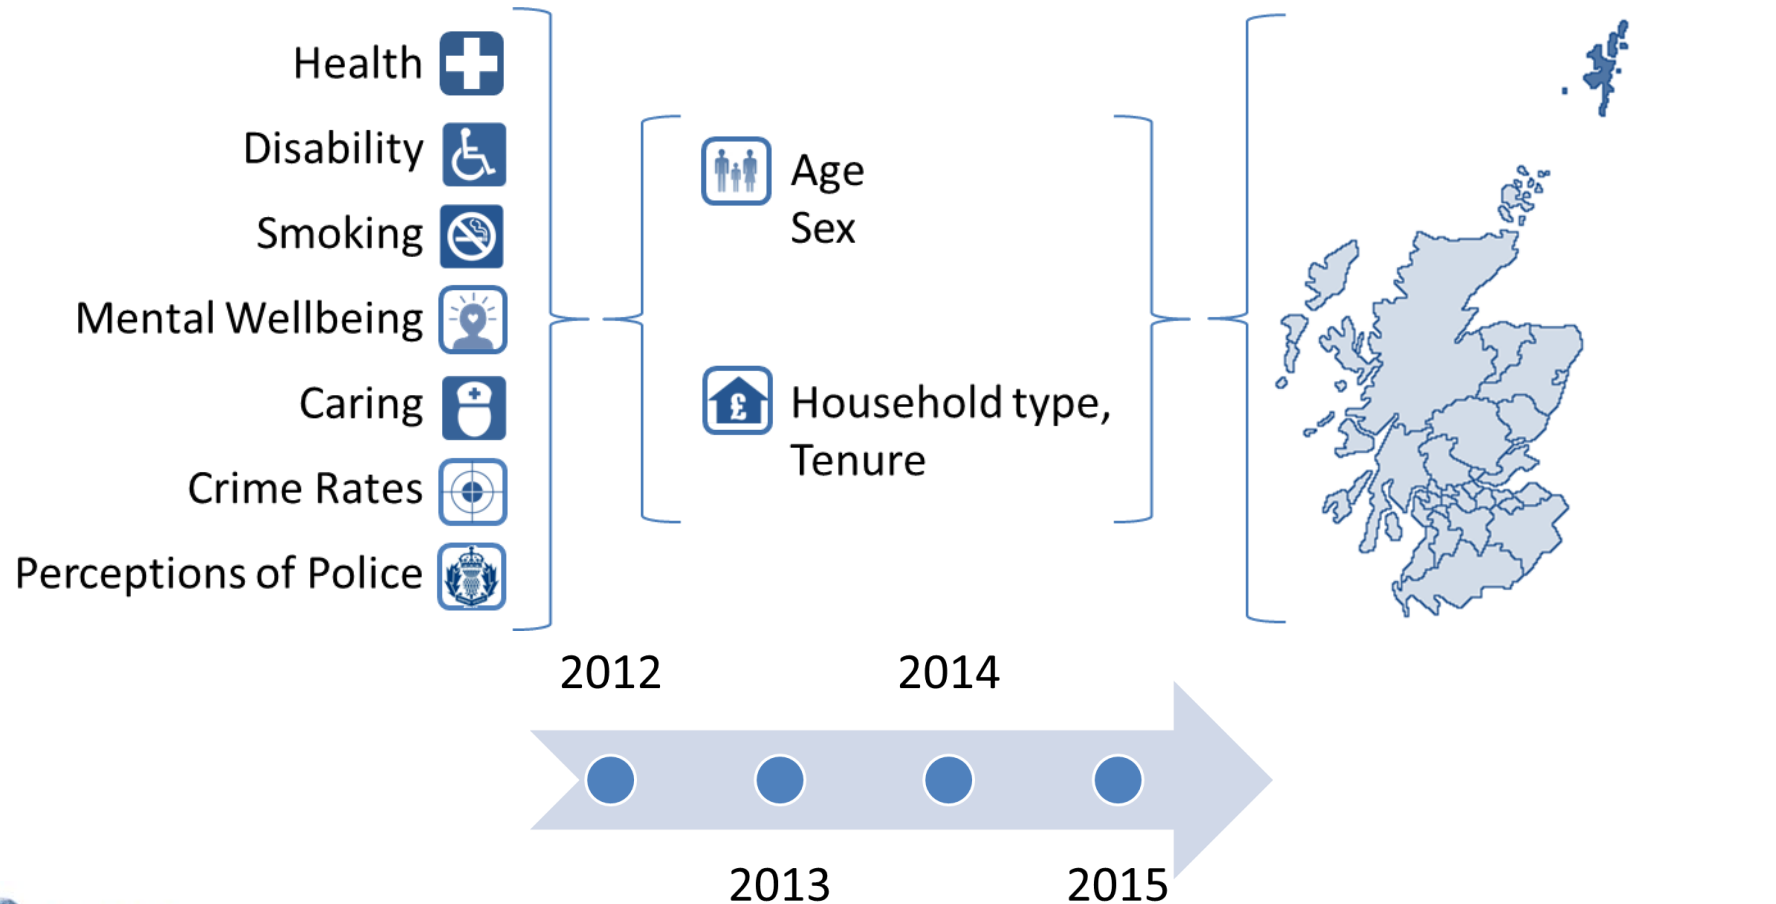 Health
Disability
Smoking
Mental Wellbeing
Caring
Crime Rates
Perceptions of Police
Age
Sex
£
Household type,
Tenure
2012
2014
2013
2015